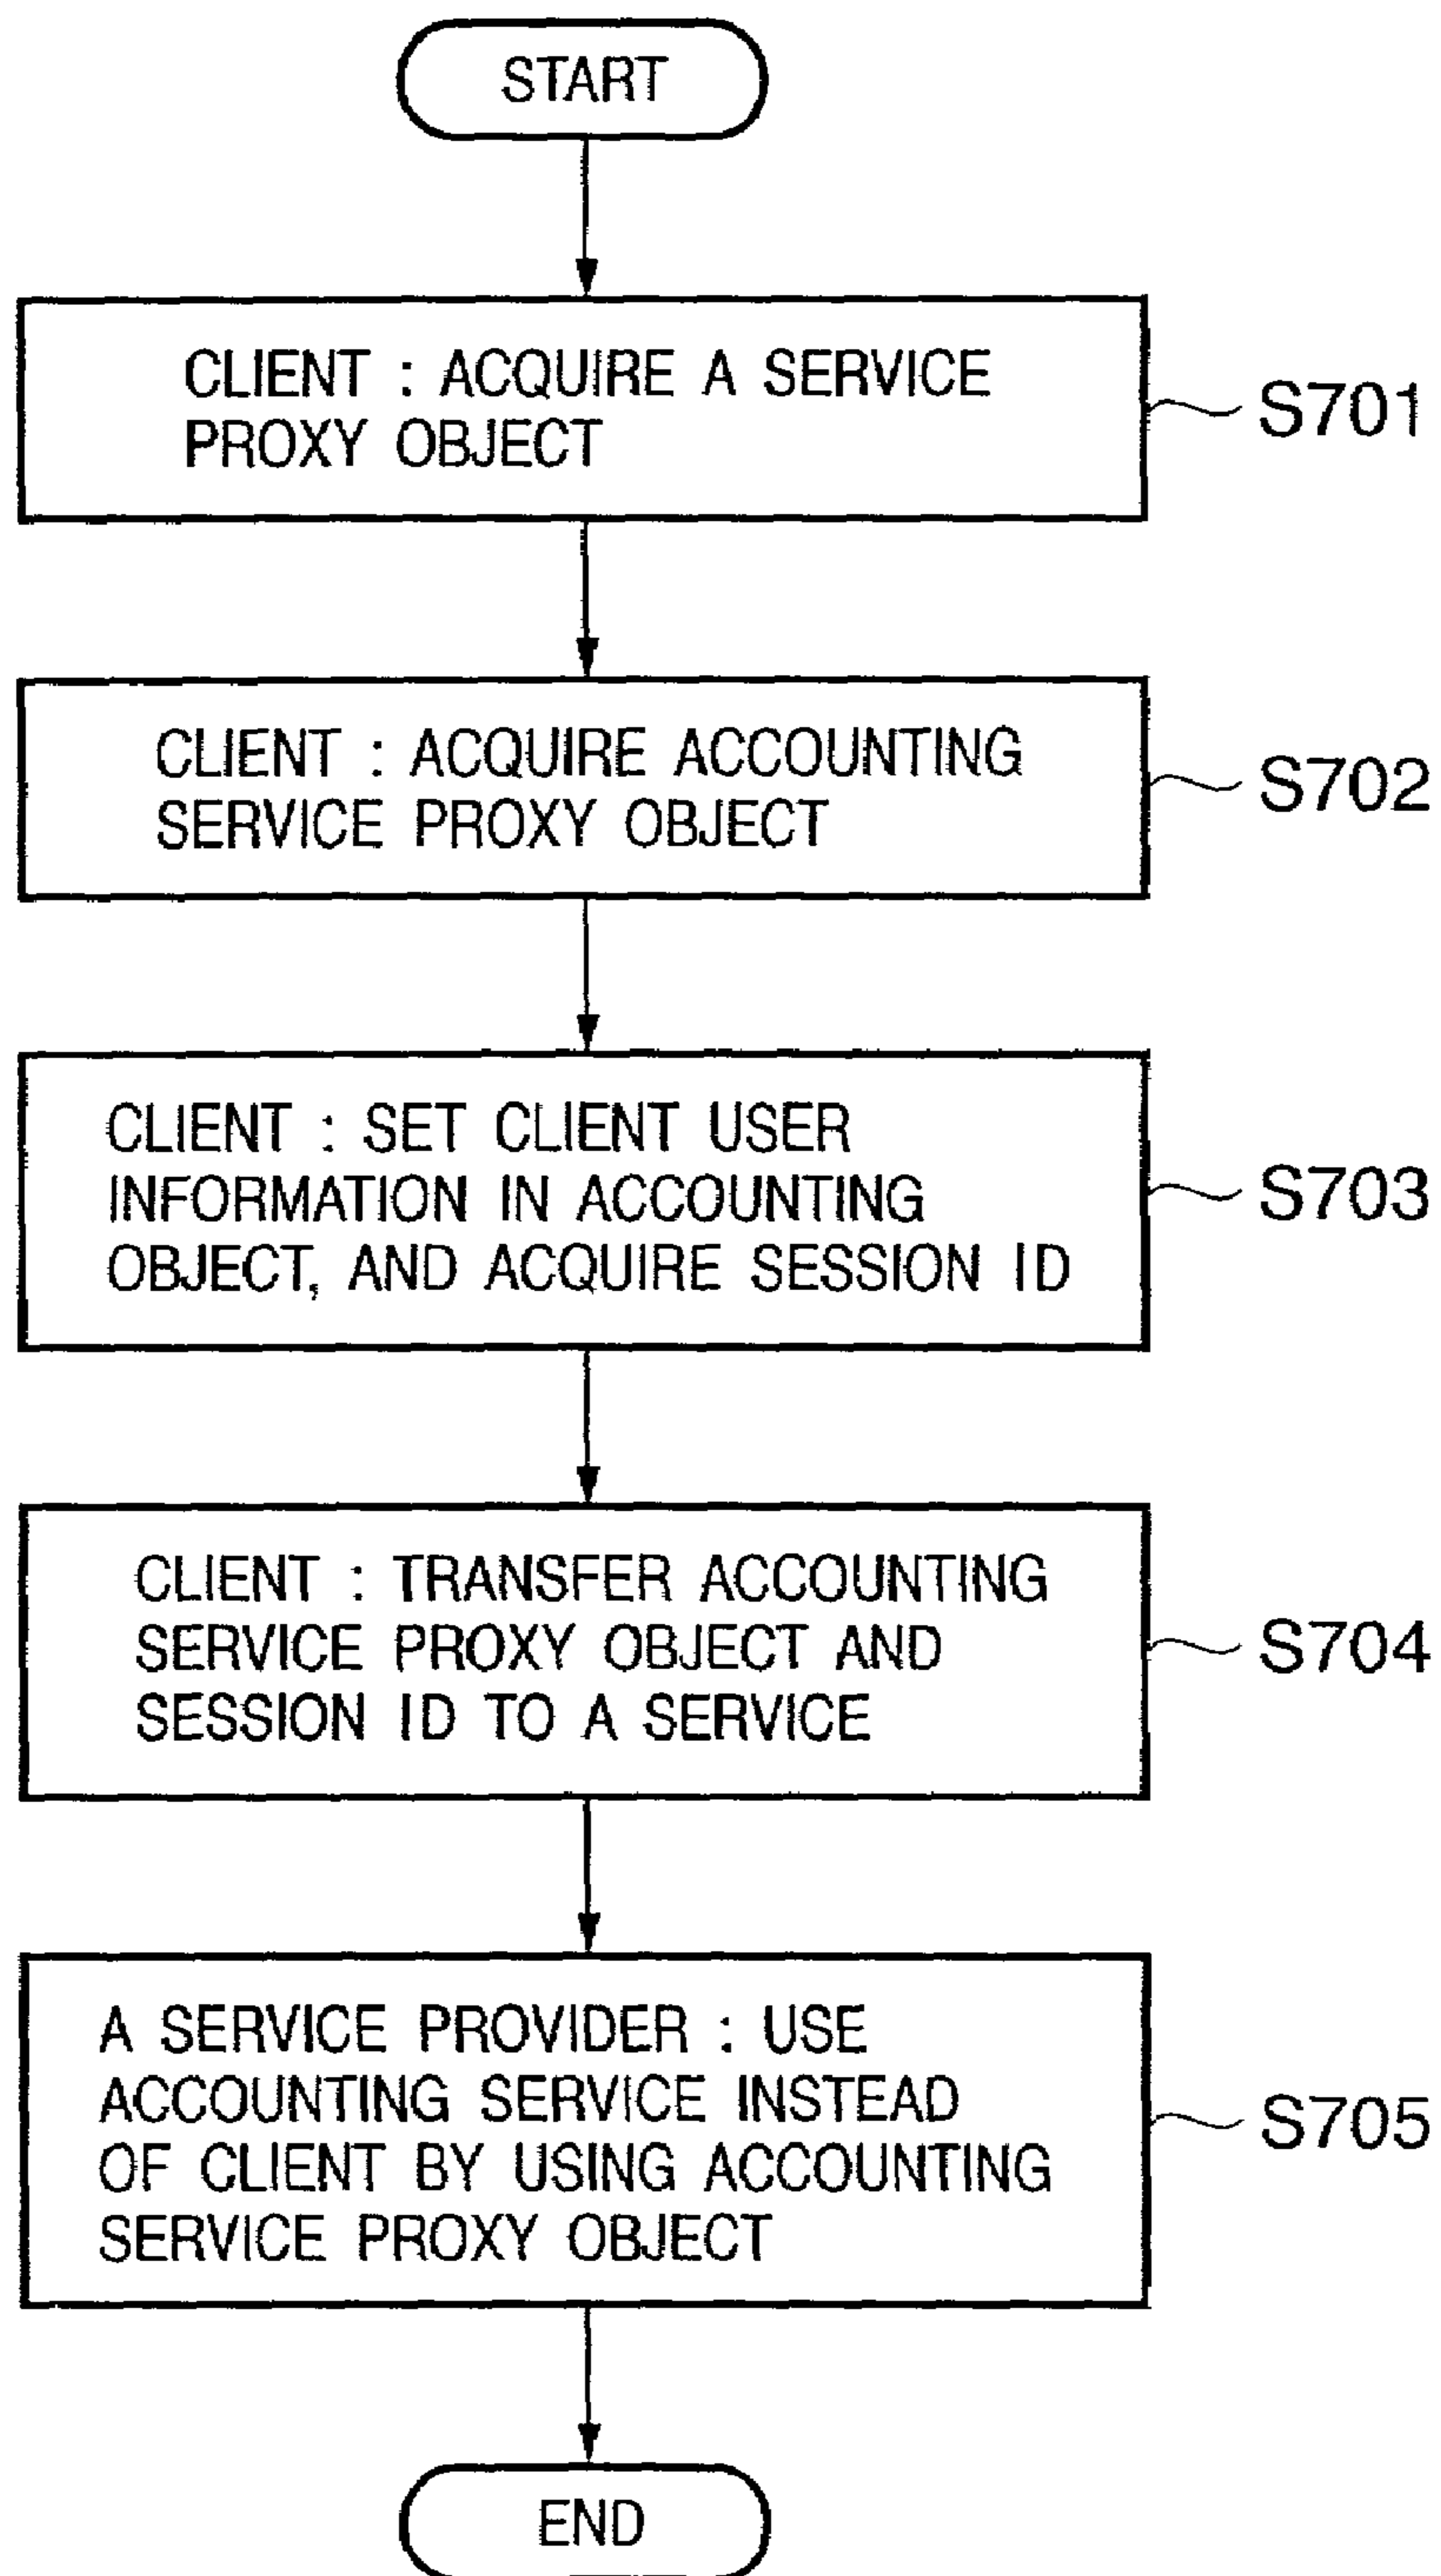 START
CLIENT : ACQUIRE A SERVICE
PROXY OBJECT
S701
CLIENT : ACQUIRE ACCOUNTING
SERVICE PROXY OBJECT
S702
CLIENT : SET CLIENT USER
INFORMATION IN ACCOUNTING
OBJECT, AND ACQUIRE SESSION ID
S703
CLIENT : TRANSFER ACCOUNTING
SERVICE PROXY OBJECT AND
SESSION ID TO A SERVICE
S704
A SERVICE PROVIDER : USE
ACCOUNTING SERVICE INSTEAD
OF CLIENT BY USING ACCOUNTING
SERVICE PROXY OBJECT
S705
END